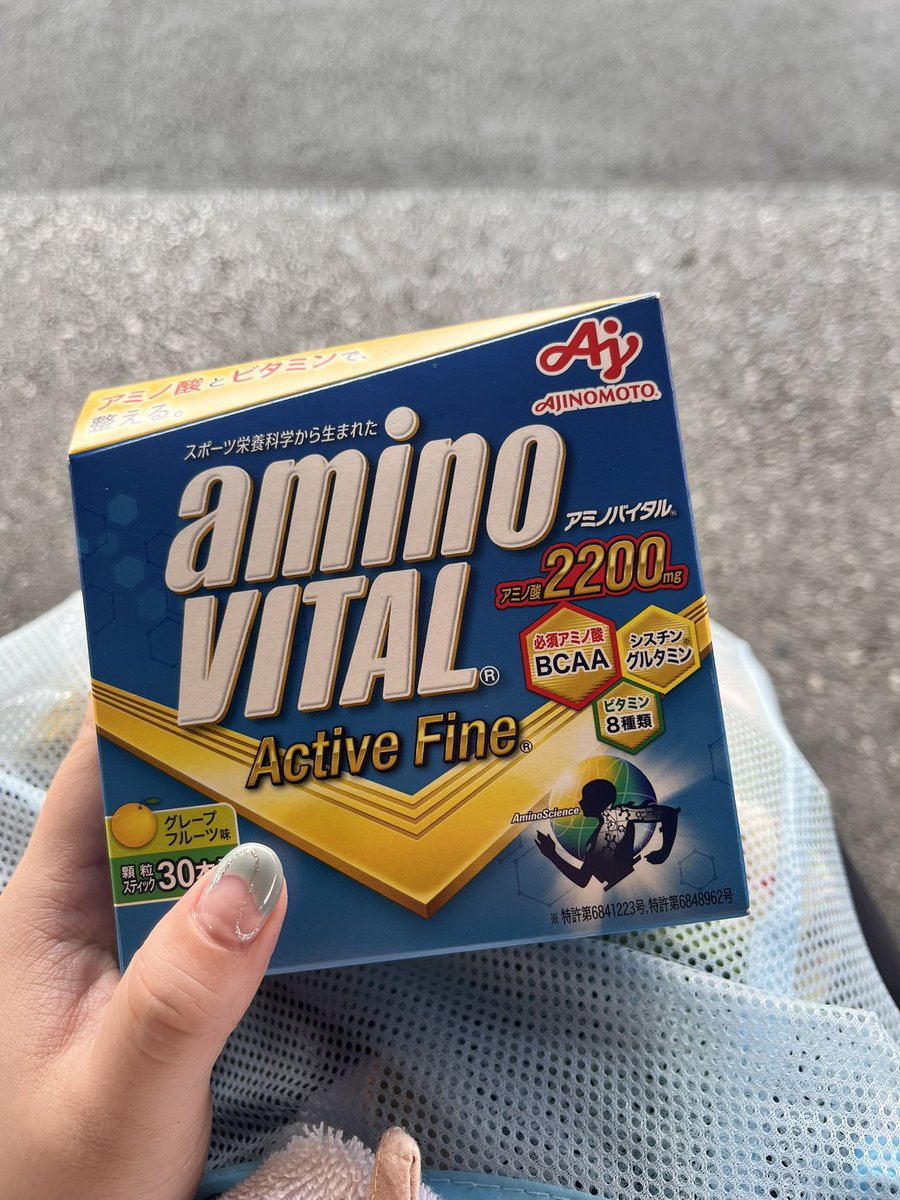 アミノ酸とビタミンで、
整える。
Aj
AJINOMOTO®
スポーツ栄養科学から生まれた
amino
VITAL®
アミノバイタル®
アミノ酸2200mg
必須アミノ酸
BCAA
シスチン※
グルタミン
ビタミン
8種類
Active Fine®
AminoScience
グレープ
フルーツ味
顆粒
スティック
30本
※特許第6841223号,特許第6848962号